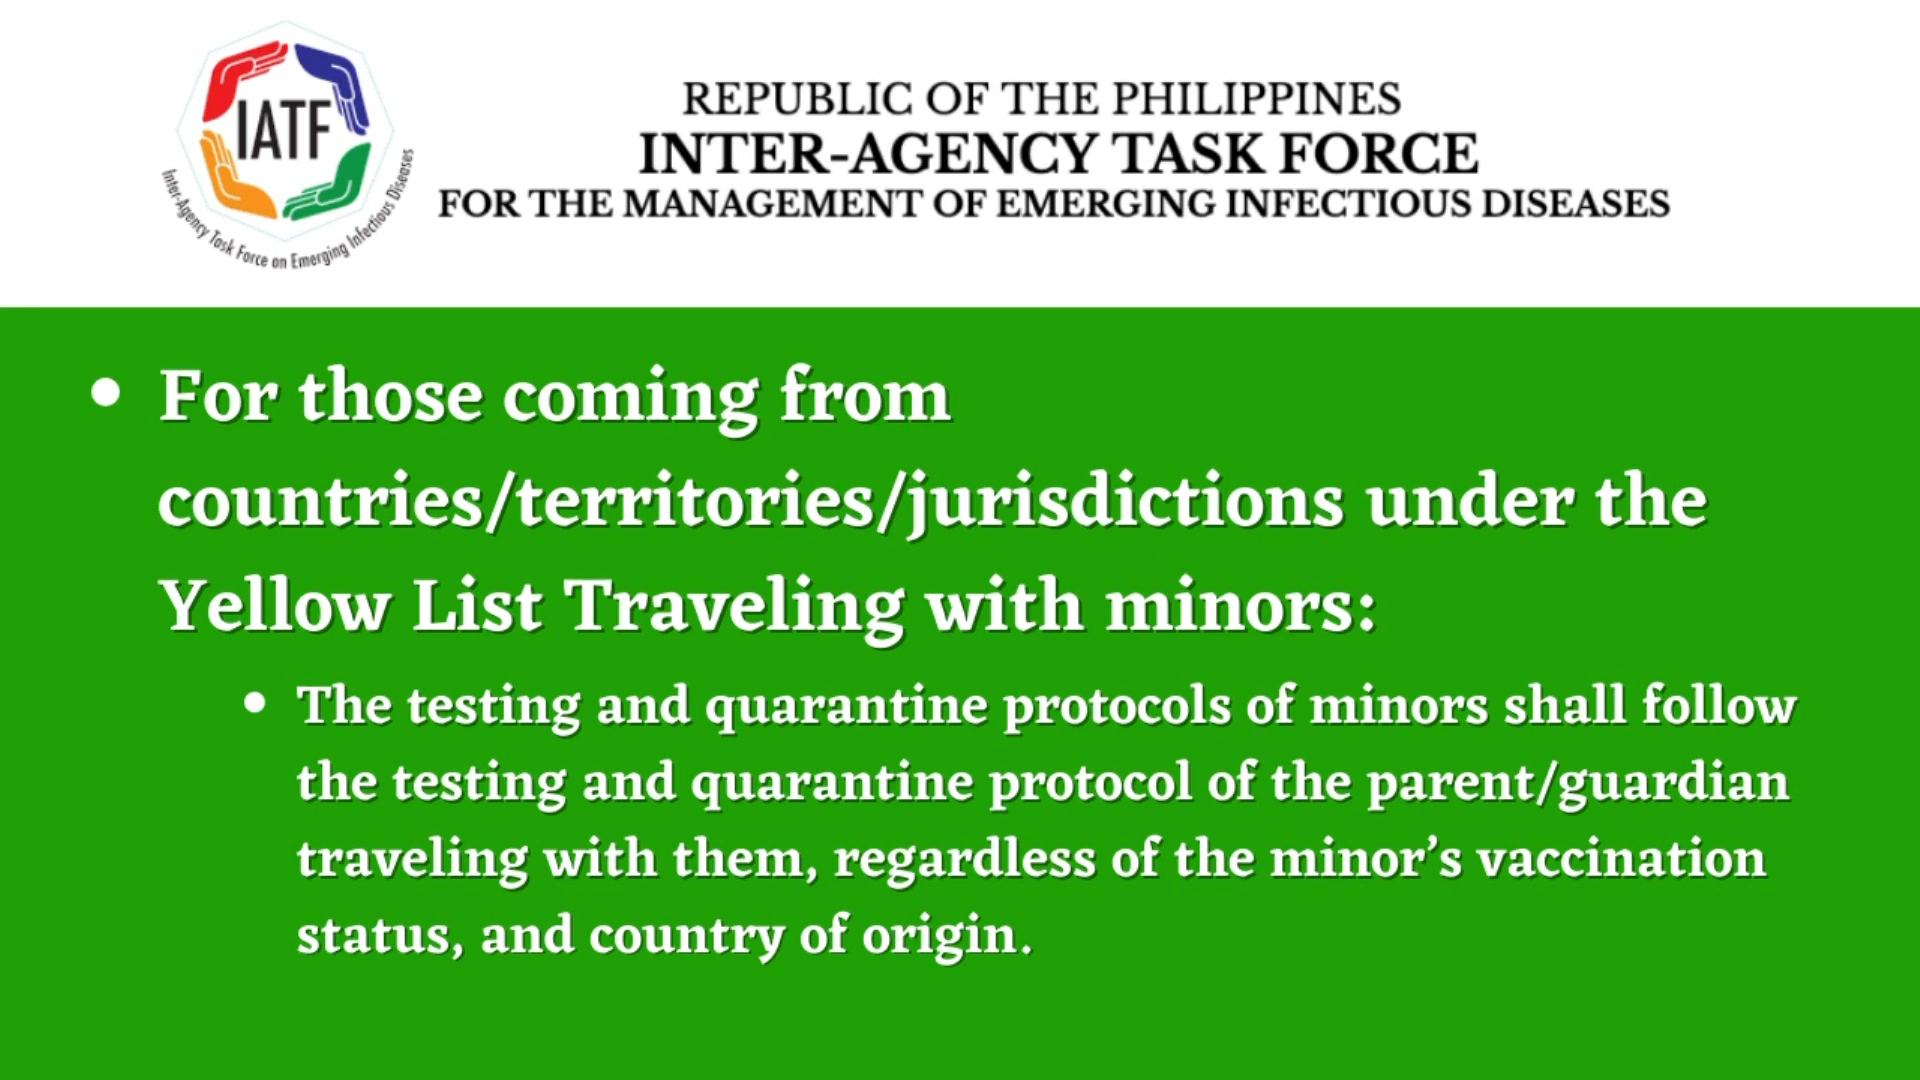 IATF
Inter-Agency Task Force on Emerging Infectious Diseases
REPUBLIC OF THE PHILIPPINES
INTER-AGENCY TASK FORCE
FOR THE MANAGEMENT OF EMERGING INFECTIOUS DISEASES
• For those coming from
countries/territories/jurisdictions under the
Yellow List Traveling with minors:
• The testing and quarantine protocols of minors shall follow
the testing and quarantine protocol of the parent/guardian
traveling with them, regardless of the minor’s vaccination
status, and country of origin.